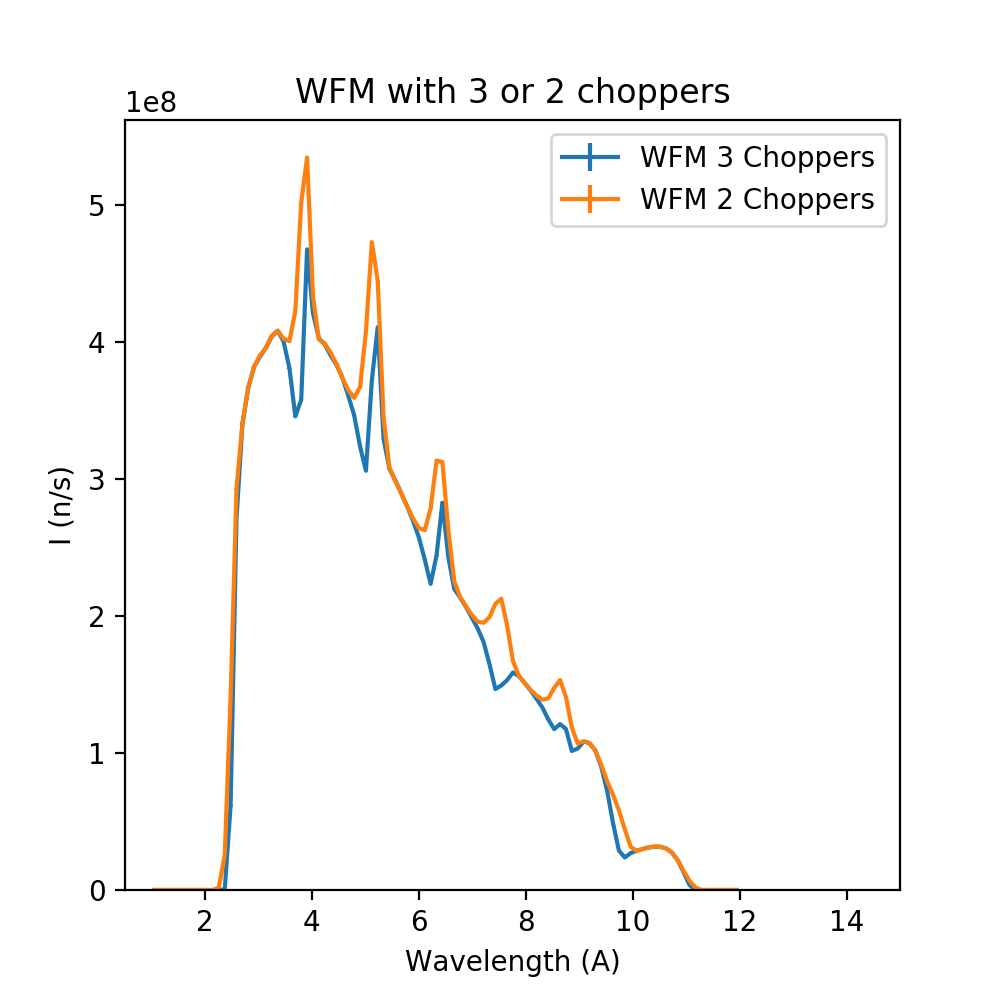 WFM with 3 or 2 choppers
1e8
WFM 3 Choppers
WFM 2 Choppers
5
4
3
2
1
0
I (n/s)
2 4 6 8 10 12 14
Wavelength (A)